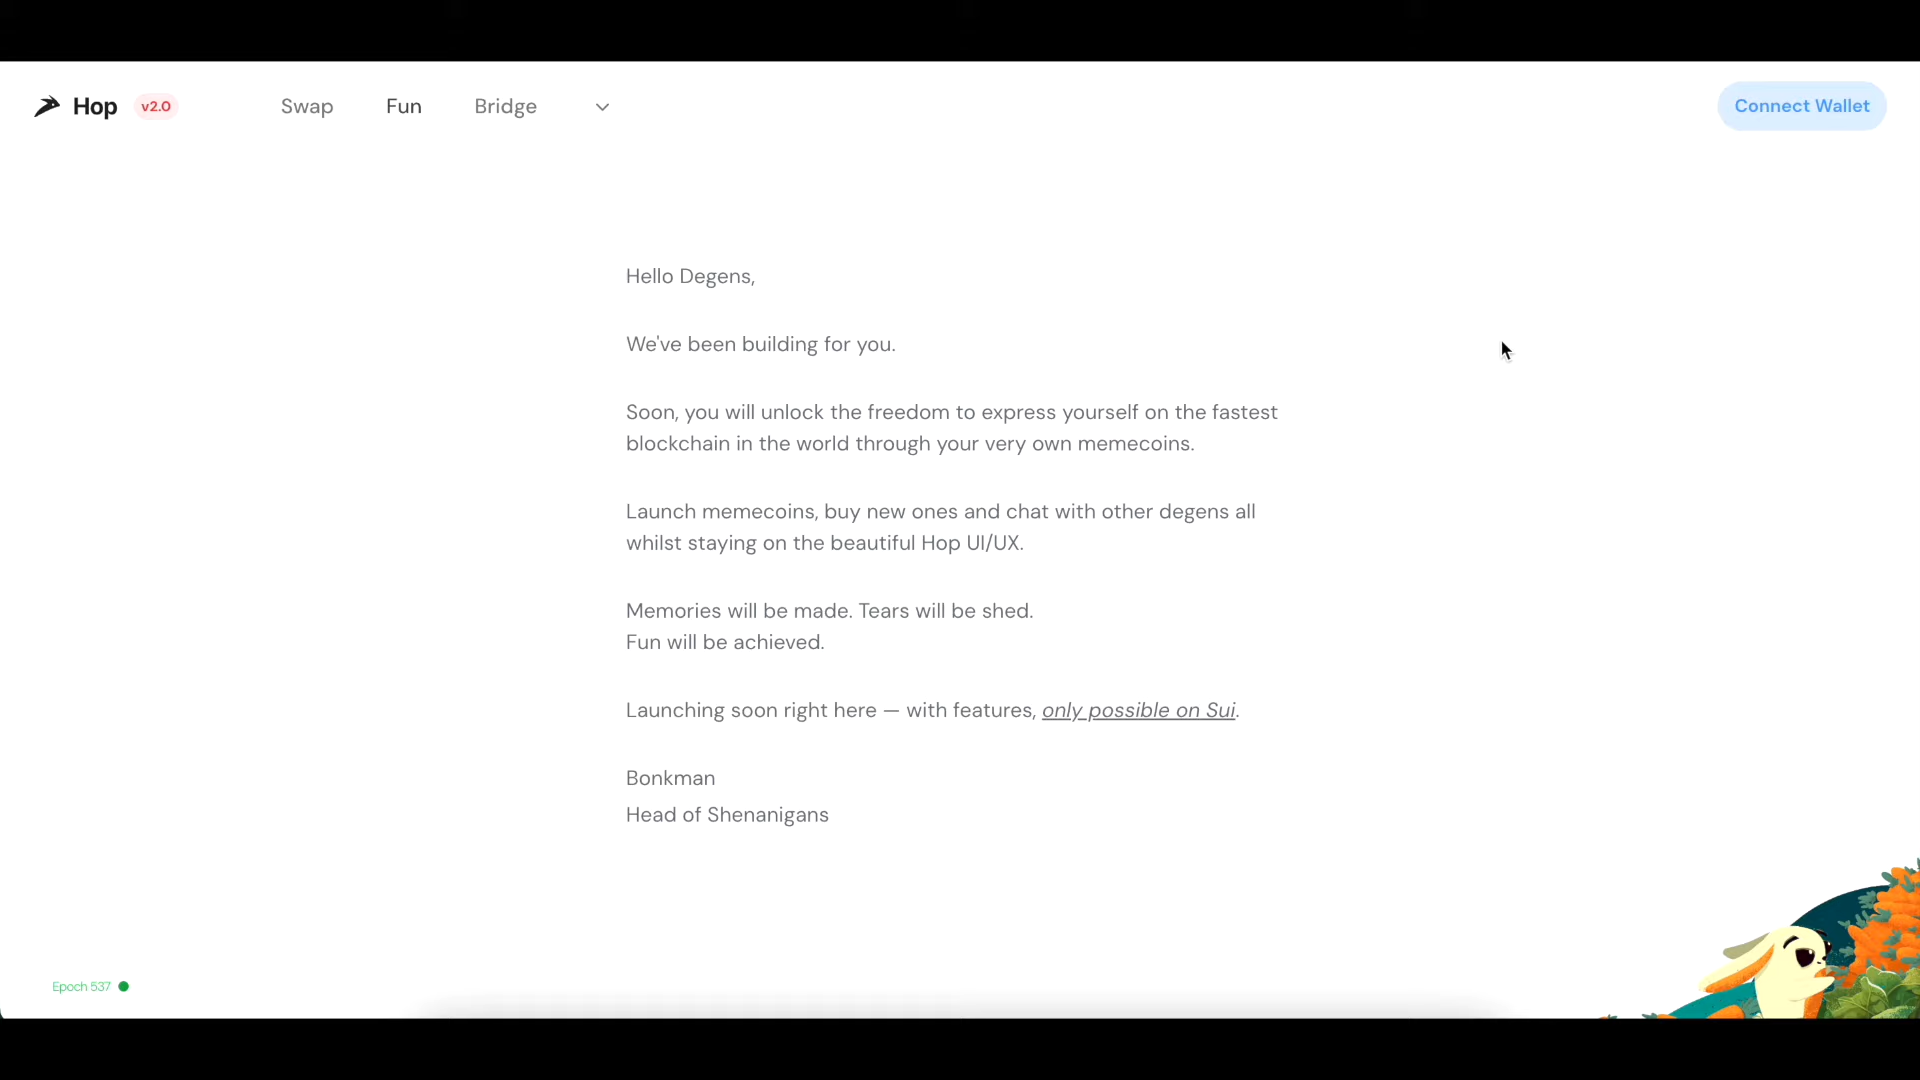 Hop v2.0 Swap Fun Bridge Connect Wallet
Hello Degens,
We've been building for you.
Soon, you will unlock the freedom to express yourself on the fastest
blockchain in the world through your very own memecoins.
Launch memecoins, buy new ones and chat with other degens all
whilst staying on the beautiful Hop UI/UX.
Memories will be made. Tears will be shed.
Fun will be achieved.
Launching soon right here — with features, only possible on Sui.
Bonkman
Head of Shenanigans
Epoch 537